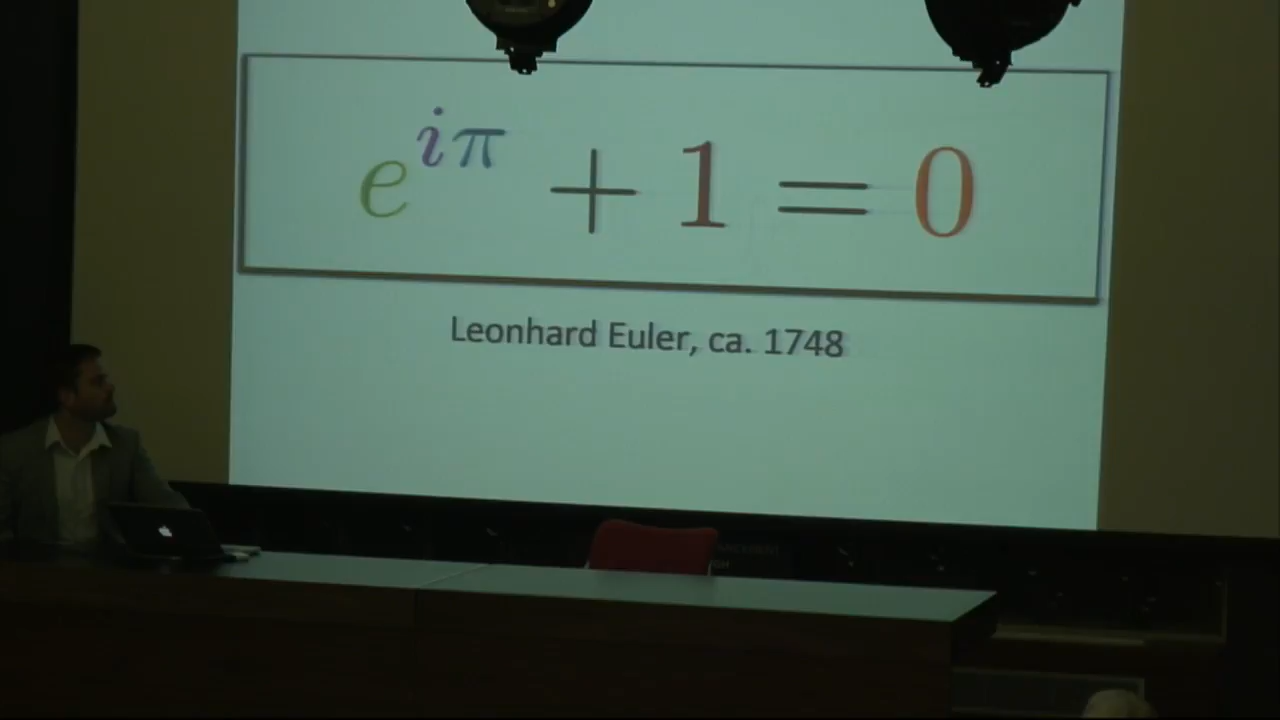 e^{iπ} + 1 = 0
Leonhard Euler, ca. 1748